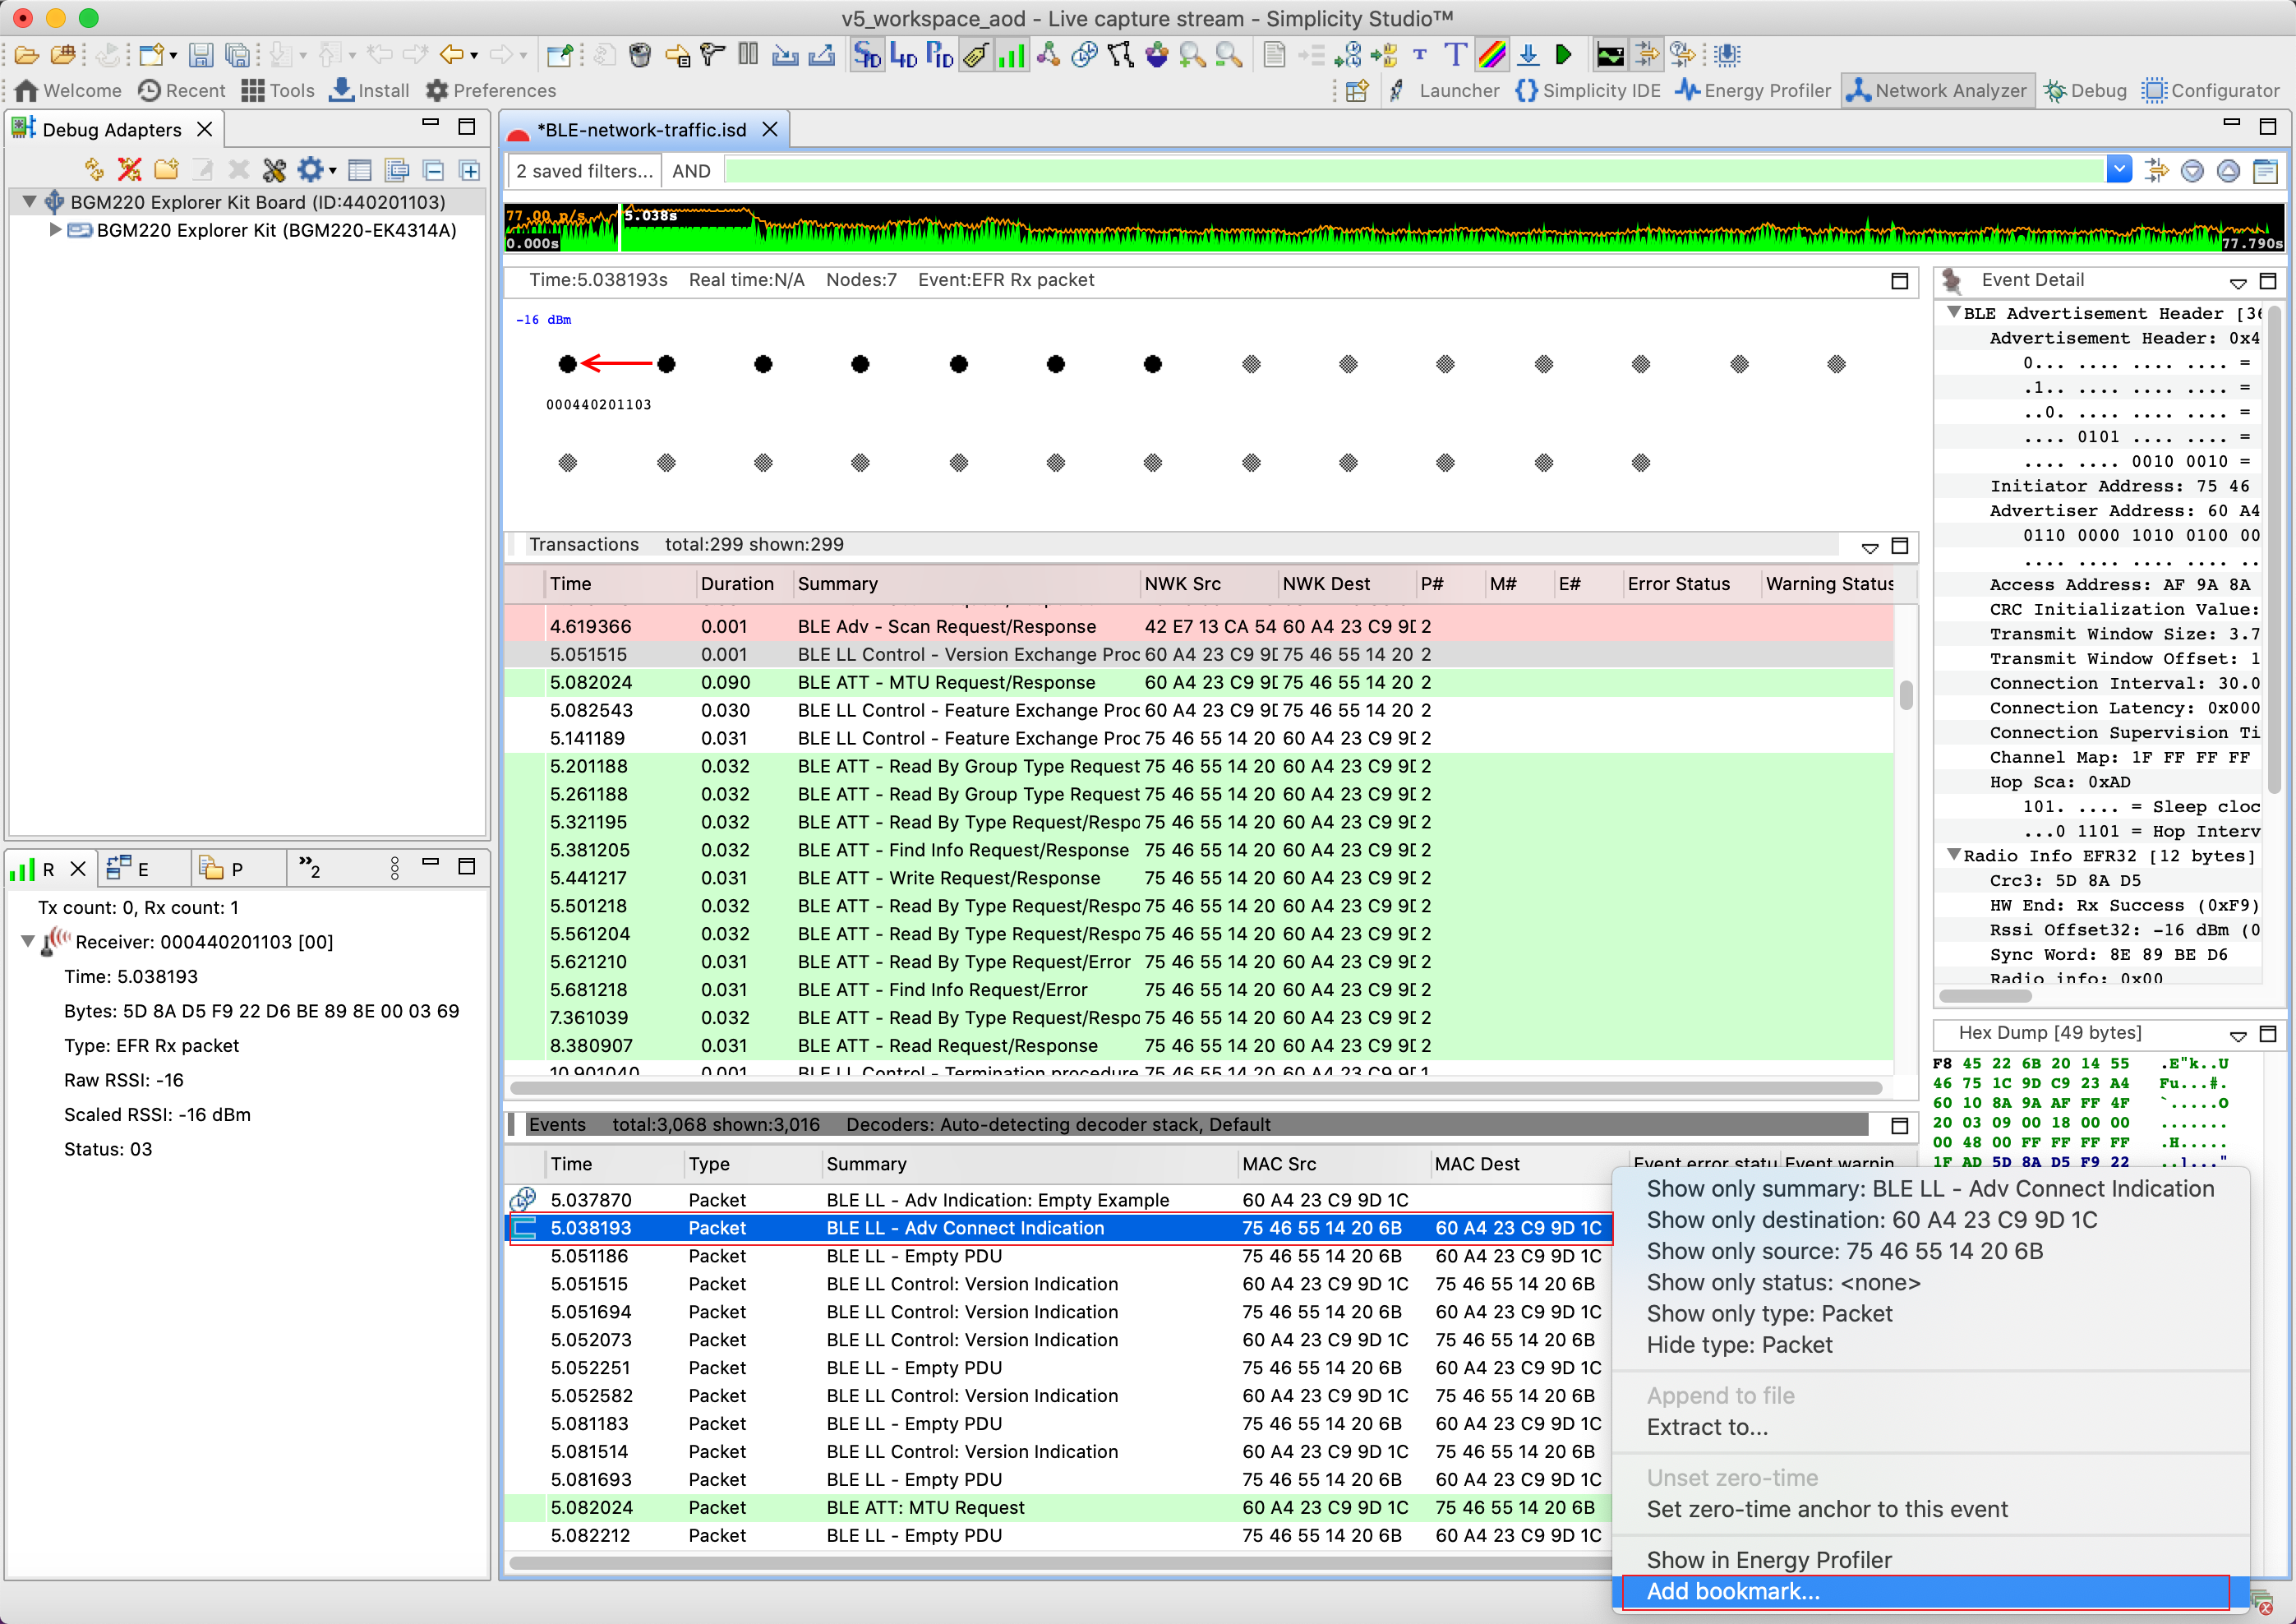 v5_workspace_aod - Live capture stream - Simplicity Studio™
Welcome Recent Tools Install Preferences
Launcher Simplicity IDE Energy Profiler Network Analyzer Debug Configurator
Debug Adapters
BGM220 Explorer Kit Board (ID:440201103)
BGM220 Explorer Kit (BGM220-EK4314A)
R E P »2
Tx count: 0, Rx count: 1
Receiver: 000440201103 [00]
Time: 5.038193
Bytes: 5D 8A D5 F9 22 D6 BE 89 8E 00 03 69
Type: EFR Rx packet
Raw RSSI: -16
Scaled RSSI: -16 dBm
Status: 03
*BLE-network-traffic.isd
2 saved filters... AND
77.00 p/s 5.038s
0.000s 77.790s
Time:5.038193s Real time:N/A Nodes:7 Event:EFR Rx packet
-16 dBm
000440201103
Transactions total:299 shown:299
Time Duration Summary NWK Src NWK Dest P# M# E# Error Status Warning Status
4.619366 0.001 BLE Adv - Scan Request/Response 42 E7 13 CA 54 60 A4 23 C9 9D 2
5.051515 0.001 BLE LL Control - Version Exchange Proc 60 A4 23 C9 9D 75 46 55 14 20 2
5.082024 0.090 BLE ATT - MTU Request/Response 60 A4 23 C9 9D 75 46 55 14 20 2
5.082543 0.030 BLE LL Control - Feature Exchange Proc 60 A4 23 C9 9D 75 46 55 14 20 2
5.141189 0.031 BLE LL Control - Feature Exchange Proc 75 46 55 14 20 60 A4 23 C9 9D 2
5.201188 0.032 BLE ATT - Read By Group Type Request 75 46 55 14 20 60 A4 23 C9 9D 2
5.261188 0.032 BLE ATT - Read By Group Type Request 75 46 55 14 20 60 A4 23 C9 9D 2
5.321195 0.032 BLE ATT - Read By Type Request/Respo 75 46 55 14 20 60 A4 23 C9 9D 2
5.381205 0.032 BLE ATT - Find Info Request/Response 75 46 55 14 20 60 A4 23 C9 9D 2
5.441217 0.031 BLE ATT - Write Request/Response 75 46 55 14 20 60 A4 23 C9 9D 2
5.501218 0.032 BLE ATT - Read By Type Request/Respo 75 46 55 14 20 60 A4 23 C9 9D 2
5.561204 0.032 BLE ATT - Read By Type Request/Respo 75 46 55 14 20 60 A4 23 C9 9D 2
5.621210 0.031 BLE ATT - Read By Type Request/Error 75 46 55 14 20 60 A4 23 C9 9D 2
5.681218 0.031 BLE ATT - Find Info Request/Error 75 46 55 14 20 60 A4 23 C9 9D 2
7.361039 0.032 BLE ATT - Read By Type Request/Respo 75 46 55 14 20 60 A4 23 C9 9D 2
8.380907 0.031 BLE ATT - Read Request/Response 75 46 55 14 20 60 A4 23 C9 9D 2
10.901040 0.001 BLE LL Control - Termination procedure 75 46 55 14 20 60 A4 23 C9 9D 1
Events total:3,068 shown:3,016 Decoders: Auto-detecting decoder stack, Default
Time Type Summary MAC Src MAC Dest Event error statu Event warnin
5.037870 Packet BLE LL - Adv Indication: Empty Example 60 A4 23 C9 9D 1C
5.038193 Packet BLE LL - Adv Connect Indication 75 46 55 14 20 6B 60 A4 23 C9 9D 1C
5.051186 Packet BLE LL - Empty PDU 75 46 55 14 20 6B 60 A4 23 C9 9D 1C
5.051515 Packet BLE LL Control: Version Indication 60 A4 23 C9 9D 1C 75 46 55 14 20 6B
5.051694 Packet BLE LL Control: Version Indication 75 46 55 14 20 6B 60 A4 23 C9 9D 1C
5.052073 Packet BLE LL Control: Version Indication 60 A4 23 C9 9D 1C 75 46 55 14 20 6B
5.052251 Packet BLE LL - Empty PDU 75 46 55 14 20 6B 60 A4 23 C9 9D 1C
5.052582 Packet BLE LL Control: Version Indication 60 A4 23 C9 9D 1C 75 46 55 14 20 6B
5.081183 Packet BLE LL - Empty PDU 75 46 55 14 20 6B 60 A4 23 C9 9D 1C
5.081514 Packet BLE LL Control: Version Indication 60 A4 23 C9 9D 1C 75 46 55 14 20 6B
5.081693 Packet BLE LL - Empty PDU 75 46 55 14 20 6B 60 A4 23 C9 9D 1C
5.082024 Packet BLE ATT: MTU Request 60 A4 23 C9 9D 1C 75 46 55 14 20 6B
5.082212 Packet BLE LL - Empty PDU 75 46 55 14 20 6B 60 A4 23 C9 9D 1C
Event Detail
BLE Advertisement Header [36
Advertisement Header: 0x4
0... .... .... .... =
.1.. .... .... .... =
..0. .... .... .... =
.... 0101 .... .... =
.... .... 0010 0010 =
Initiator Address: 75 46
Advertiser Address: 60 A4
0110 0000 1010 0100 00
.... .... .... .... ..
Access Address: AF 9A 8A
CRC Initialization Value:
Transmit Window Size: 3.7
Transmit Window Offset: 1
Connection Interval: 30.0
Connection Latency: 0x000
Connection Supervision Ti
Channel Map: 1F FF FF FF
Hop Sca: 0xAD
101. .... = Sleep cloc
...0 1101 = Hop Interv
Radio Info EFR32 [12 bytes]
Crc3: 5D 8A D5
HW End: Rx Success (0xF9)
Rssi Offset32: -16 dBm (0
Sync Word: 8E 89 BE D6
Radio info: 0x00
Hex Dump [49 bytes]
F8 45 22 6B 20 14 55 .E"k..U
46 75 1C 9D C9 23 A4 Fu...#.
60 10 8A 9A AF FF 4F `.....O
20 03 09 00 18 00 00 .......
00 48 00 FF FF FF FF .H.....
1F AD 5D 8A D5 F9 22 ..]..."
Show only summary: BLE LL - Adv Connect Indication
Show only destination: 60 A4 23 C9 9D 1C
Show only source: 75 46 55 14 20 6B
Show only status: <none>
Show only type: Packet
Hide type: Packet
Append to file
Extract to...
Unset zero-time
Set zero-time anchor to this event
Show in Energy Profiler
Add bookmark...